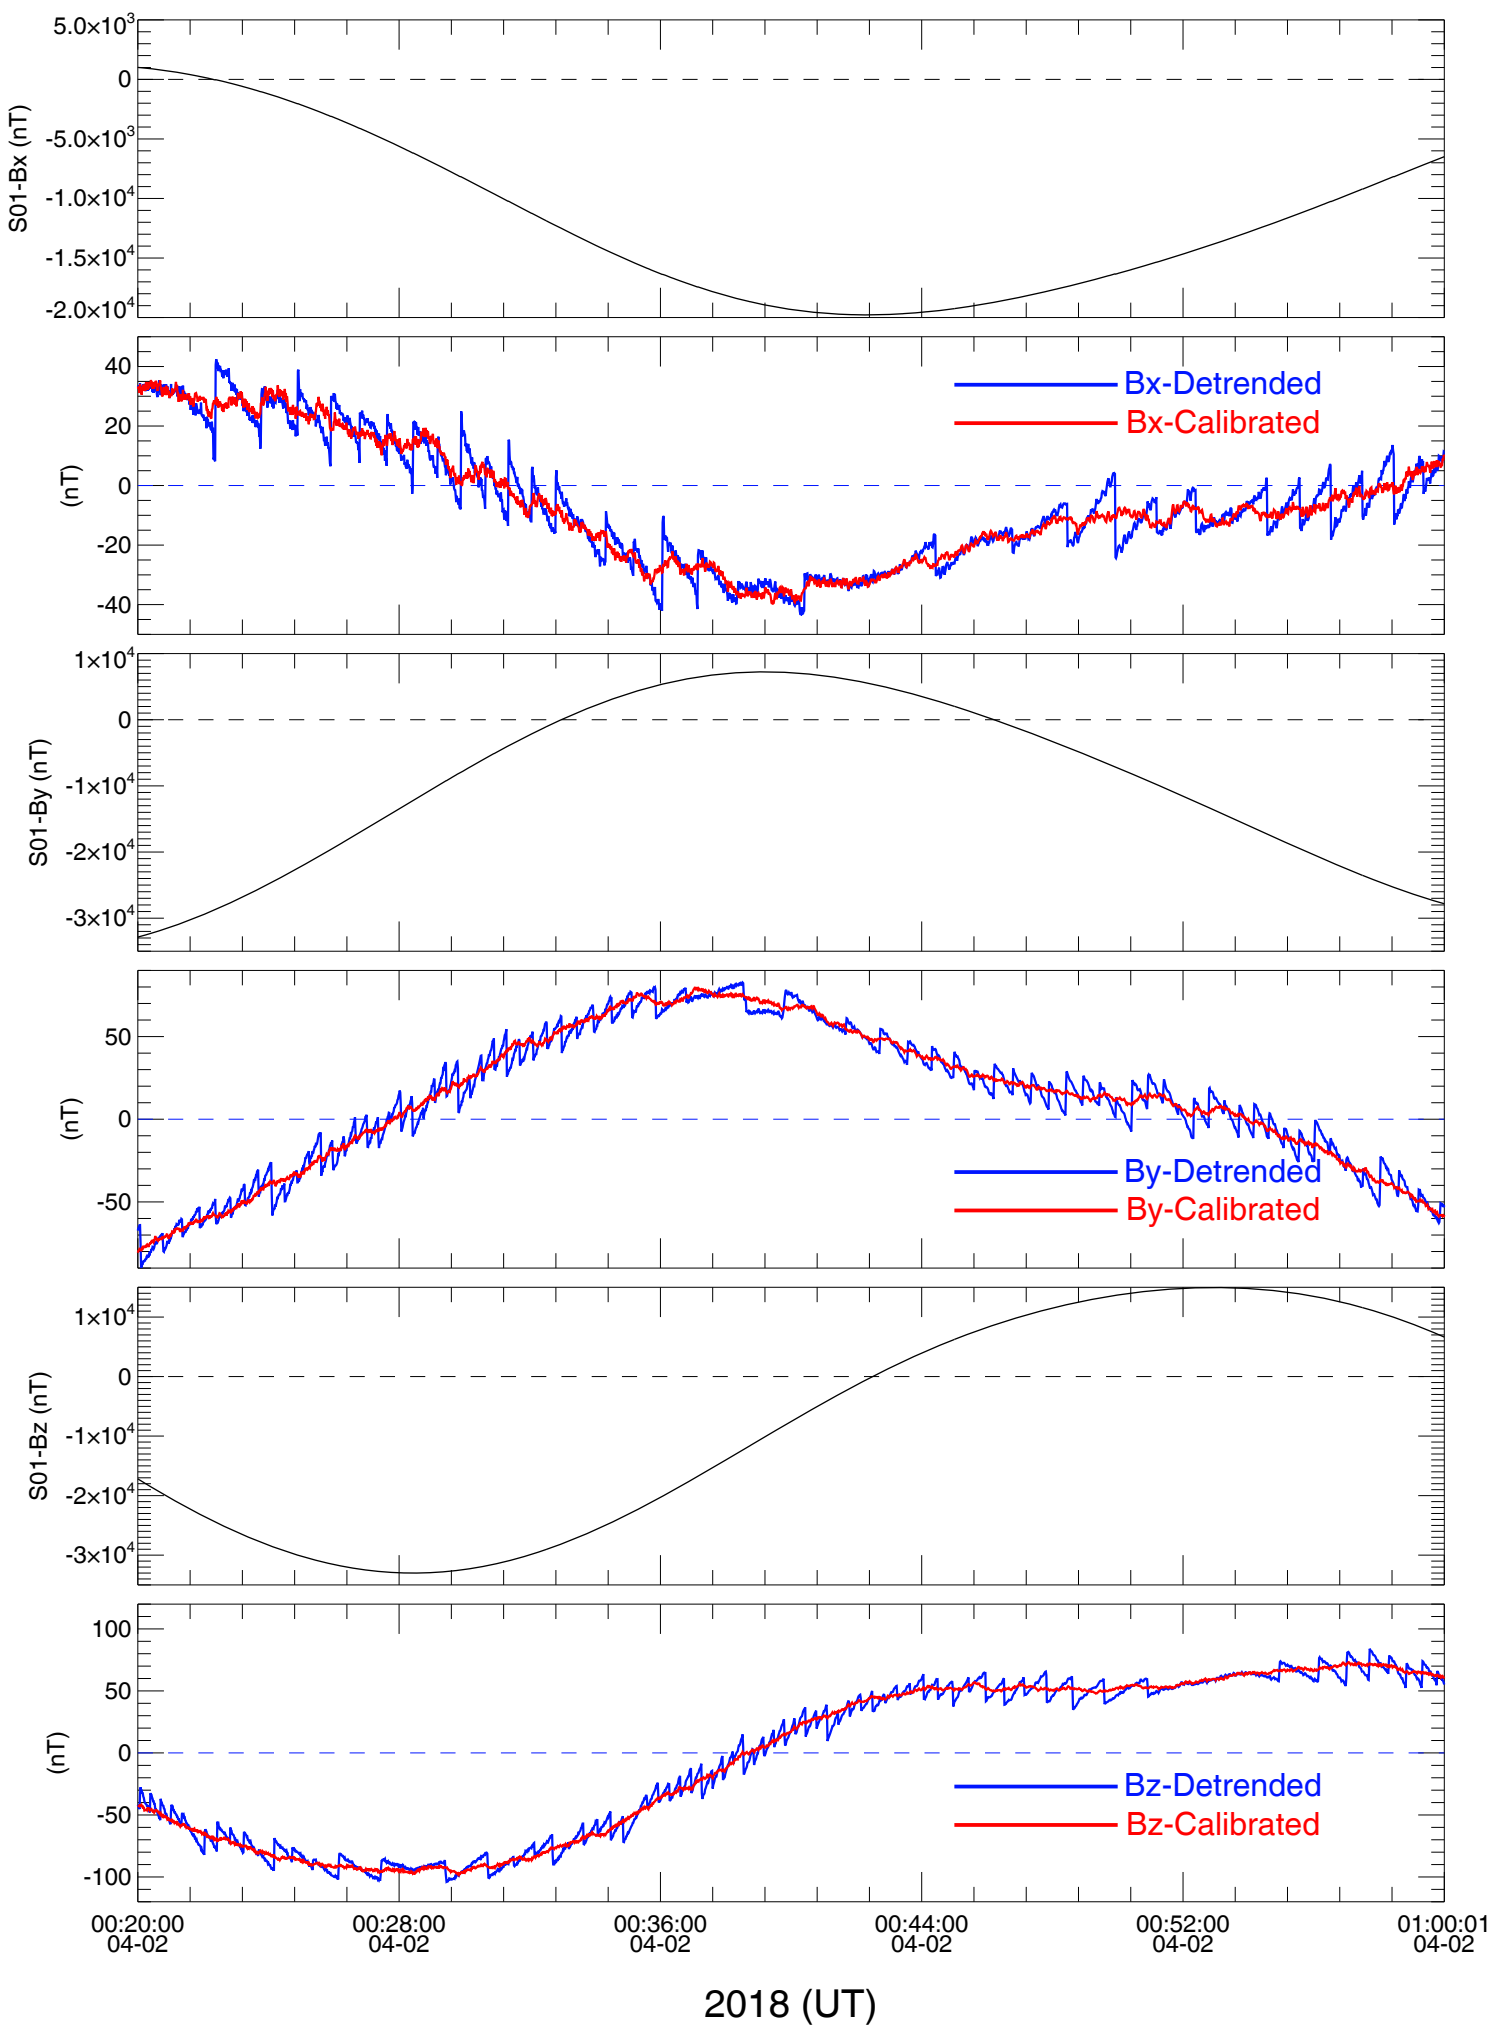 5.0×10³
0
-5.0×10³
-1.0×10⁴
-1.5×10⁴
-2.0×10⁴
S01-Bx (nT)
40
20
0
-20
-40
(nT)
Bx-Detrended
Bx-Calibrated
1×10⁴
0
-1×10⁴
-2×10⁴
-3×10⁴
S01-By (nT)
50
0
-50
(nT)
By-Detrended
By-Calibrated
1×10⁴
0
-1×10⁴
-2×10⁴
-3×10⁴
S01-Bz (nT)
100
50
0
-50
-100
(nT)
Bz-Detrended
Bz-Calibrated
00:20:00 00:28:00 00:36:00 00:44:00 00:52:00 01:00:01
04-02 04-02 04-02 04-02 04-02 04-02
2018 (UT)